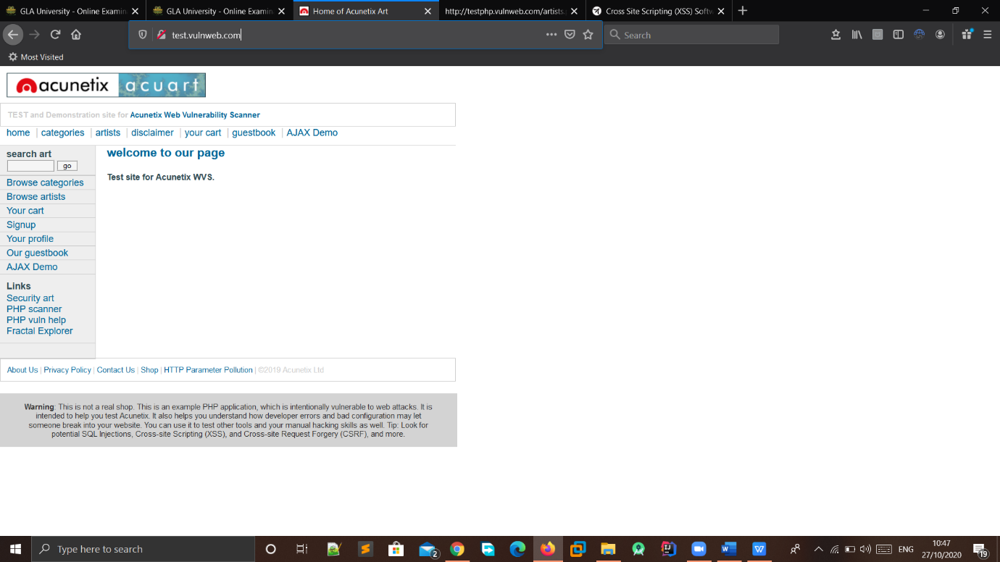 GLA University - Online Examin
GLA University - Online Examin
Home of Acunetix Art
http://testphp.vulnweb.com/artists.
Cross Site Scripting (XSS) Softw
test.vulnweb.com
Search
Most Visited
acunetix acuart
TEST and Demonstration site for Acunetix Web Vulnerability Scanner
home | categories | artists | disclaimer | your cart | guestbook | AJAX Demo
search art
go
Browse categories
Browse artists
Your cart
Signup
Your profile
Our guestbook
AJAX Demo
Links
Security art
PHP scanner
PHP vuln help
Fractal Explorer
welcome to our page
Test site for Acunetix WVS.
About Us | Privacy Policy | Contact Us | Shop | HTTP Parameter Pollution | ©2019 Acunetix Ltd
Warning: This is not a real shop. This is an example PHP application, which is intentionally vulnerable to web attacks. It is
intended to help you test Acunetix. It also helps you understand how developer errors and bad configuration may let
someone break into your website. You can use it to test other tools and your manual hacking skills as well. Tip: Look for
potential SQL Injections, Cross-site Scripting (XSS), and Cross-site Request Forgery (CSRF), and more.
Type here to search
2
ENG
10:47
27/10/2020
19